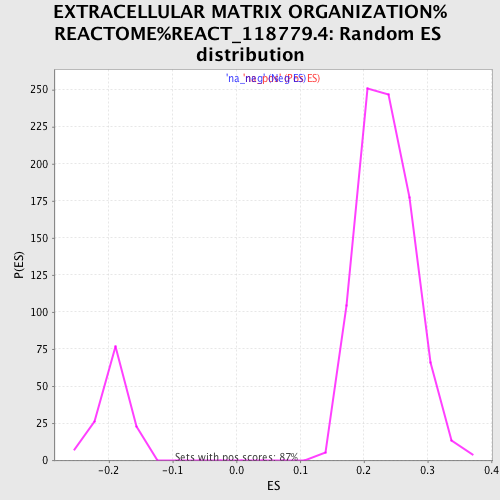 EXTRACELLULAR MATRIX ORGANIZATION%
REACTOME%REACT_118779.4: Random ES
distribution
P(ES)
250
225
200
175
150
125
100
75
50
25
0
Sets with pos scores: 87%
-0.2 -0.1 0.0 0.1 0.2 0.3 0.4
ES